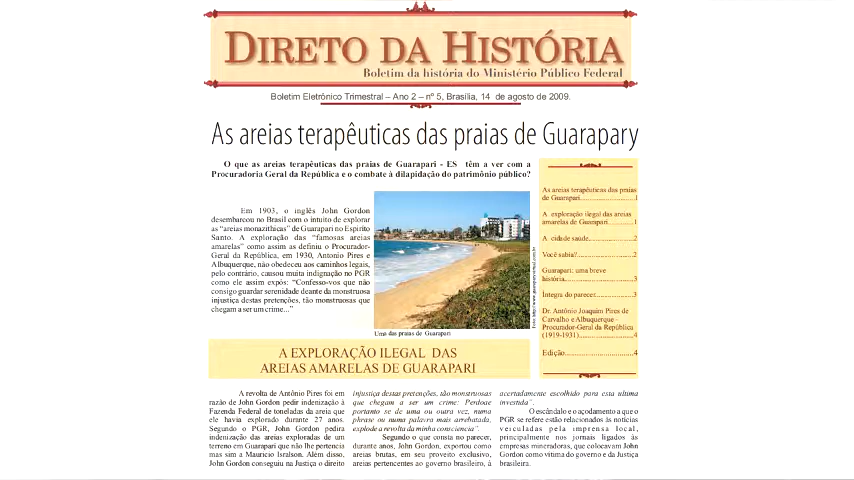 DIRETO DA HISTÓRIA
Boletim da história do Ministério Público Federal
Boletim Eletrônico Trimestral – Ano 2 – nº 5, Brasília, 14 de agosto de 2009.
As areias terapêuticas das praias de Guarapary
O que as areias terapêuticas das praias de Guarapari - ES têm a ver com a
Procuradoria Geral da República e o combate à dilapidação do patrimônio público?
Em 1903, o inglês John Gordon
desembarcou no Brasil com o intuito de explorar
as “areias monazíthicas” de Guarapari no Espírito
Santo. A exploração das “famosas areias
amarelas” como assim as definiu o Procurador-
Geral da República, em 1930, Antonio Pires e
Albuquerque, não obedeceu aos caminhos legais,
pelo contrário, causou muita indignação no PGR
como ele assim expôs: “Confesso-vos que não
consigo guardar serenidade deante da monstruosa
injustiça destas pretenções, tão monstruosas que
chegam a ser um crime...”
Uma das praias de Guarapari
As areias terapêuticas das praias
de Guarapari....................1
A exploração ilegal das areias
amarelas de Guarapari............1
A cidade saúde....................2
Você sabia?..........................2
Guarapari: uma breve
história..............................3
Íntegra do parecer.................3
Dr. Antônio Joaquim Pires de
Carvalho e Albuquerque -
Procurador-Geral da República
(1919-1931)............................4
Edição.................................4
A EXPLORAÇÃO ILEGAL DAS
AREIAS AMARELAS DE GUARAPARI
A revolta de Antônio Pires foi em
razão de John Gordon pedir indenização à
Fazenda Federal de toneladas da areia que
ele havia explorado durante 27 anos.
Segundo o PGR, John Gordon pedira
indenização das areias exploradas de um
terreno em Guarapari que não lhe pertencia
mas sim a Maurício Isralson. Além disso,
John Gordon conseguiu na Justiça o direito
injustiça destas pretenções, tão monstruosas
que chegam a ser um crime: Perdoae
portanto se de uma ou outra vez, numa
phrase ou numa palavra mais arrebatada,
explode a revolta da minha consciencia”.
Segundo o que consta no parecer,
durante anos, John Gordon, exportou como
areias brutas, em seu proveito exclusivo,
areias pertencentes ao governo brasileiro, à
acertadamente escolhido para esta ultima
investida”.
O escândalo e o açodamento a que o
PGR se refere estão relacionados às notícias
veiculadas pela imprensa local,
principalmente nos jornais ligados às
empresas mineradoras, que colocavam John
Gordon como vítima do governo e da Justiça
brasileira.